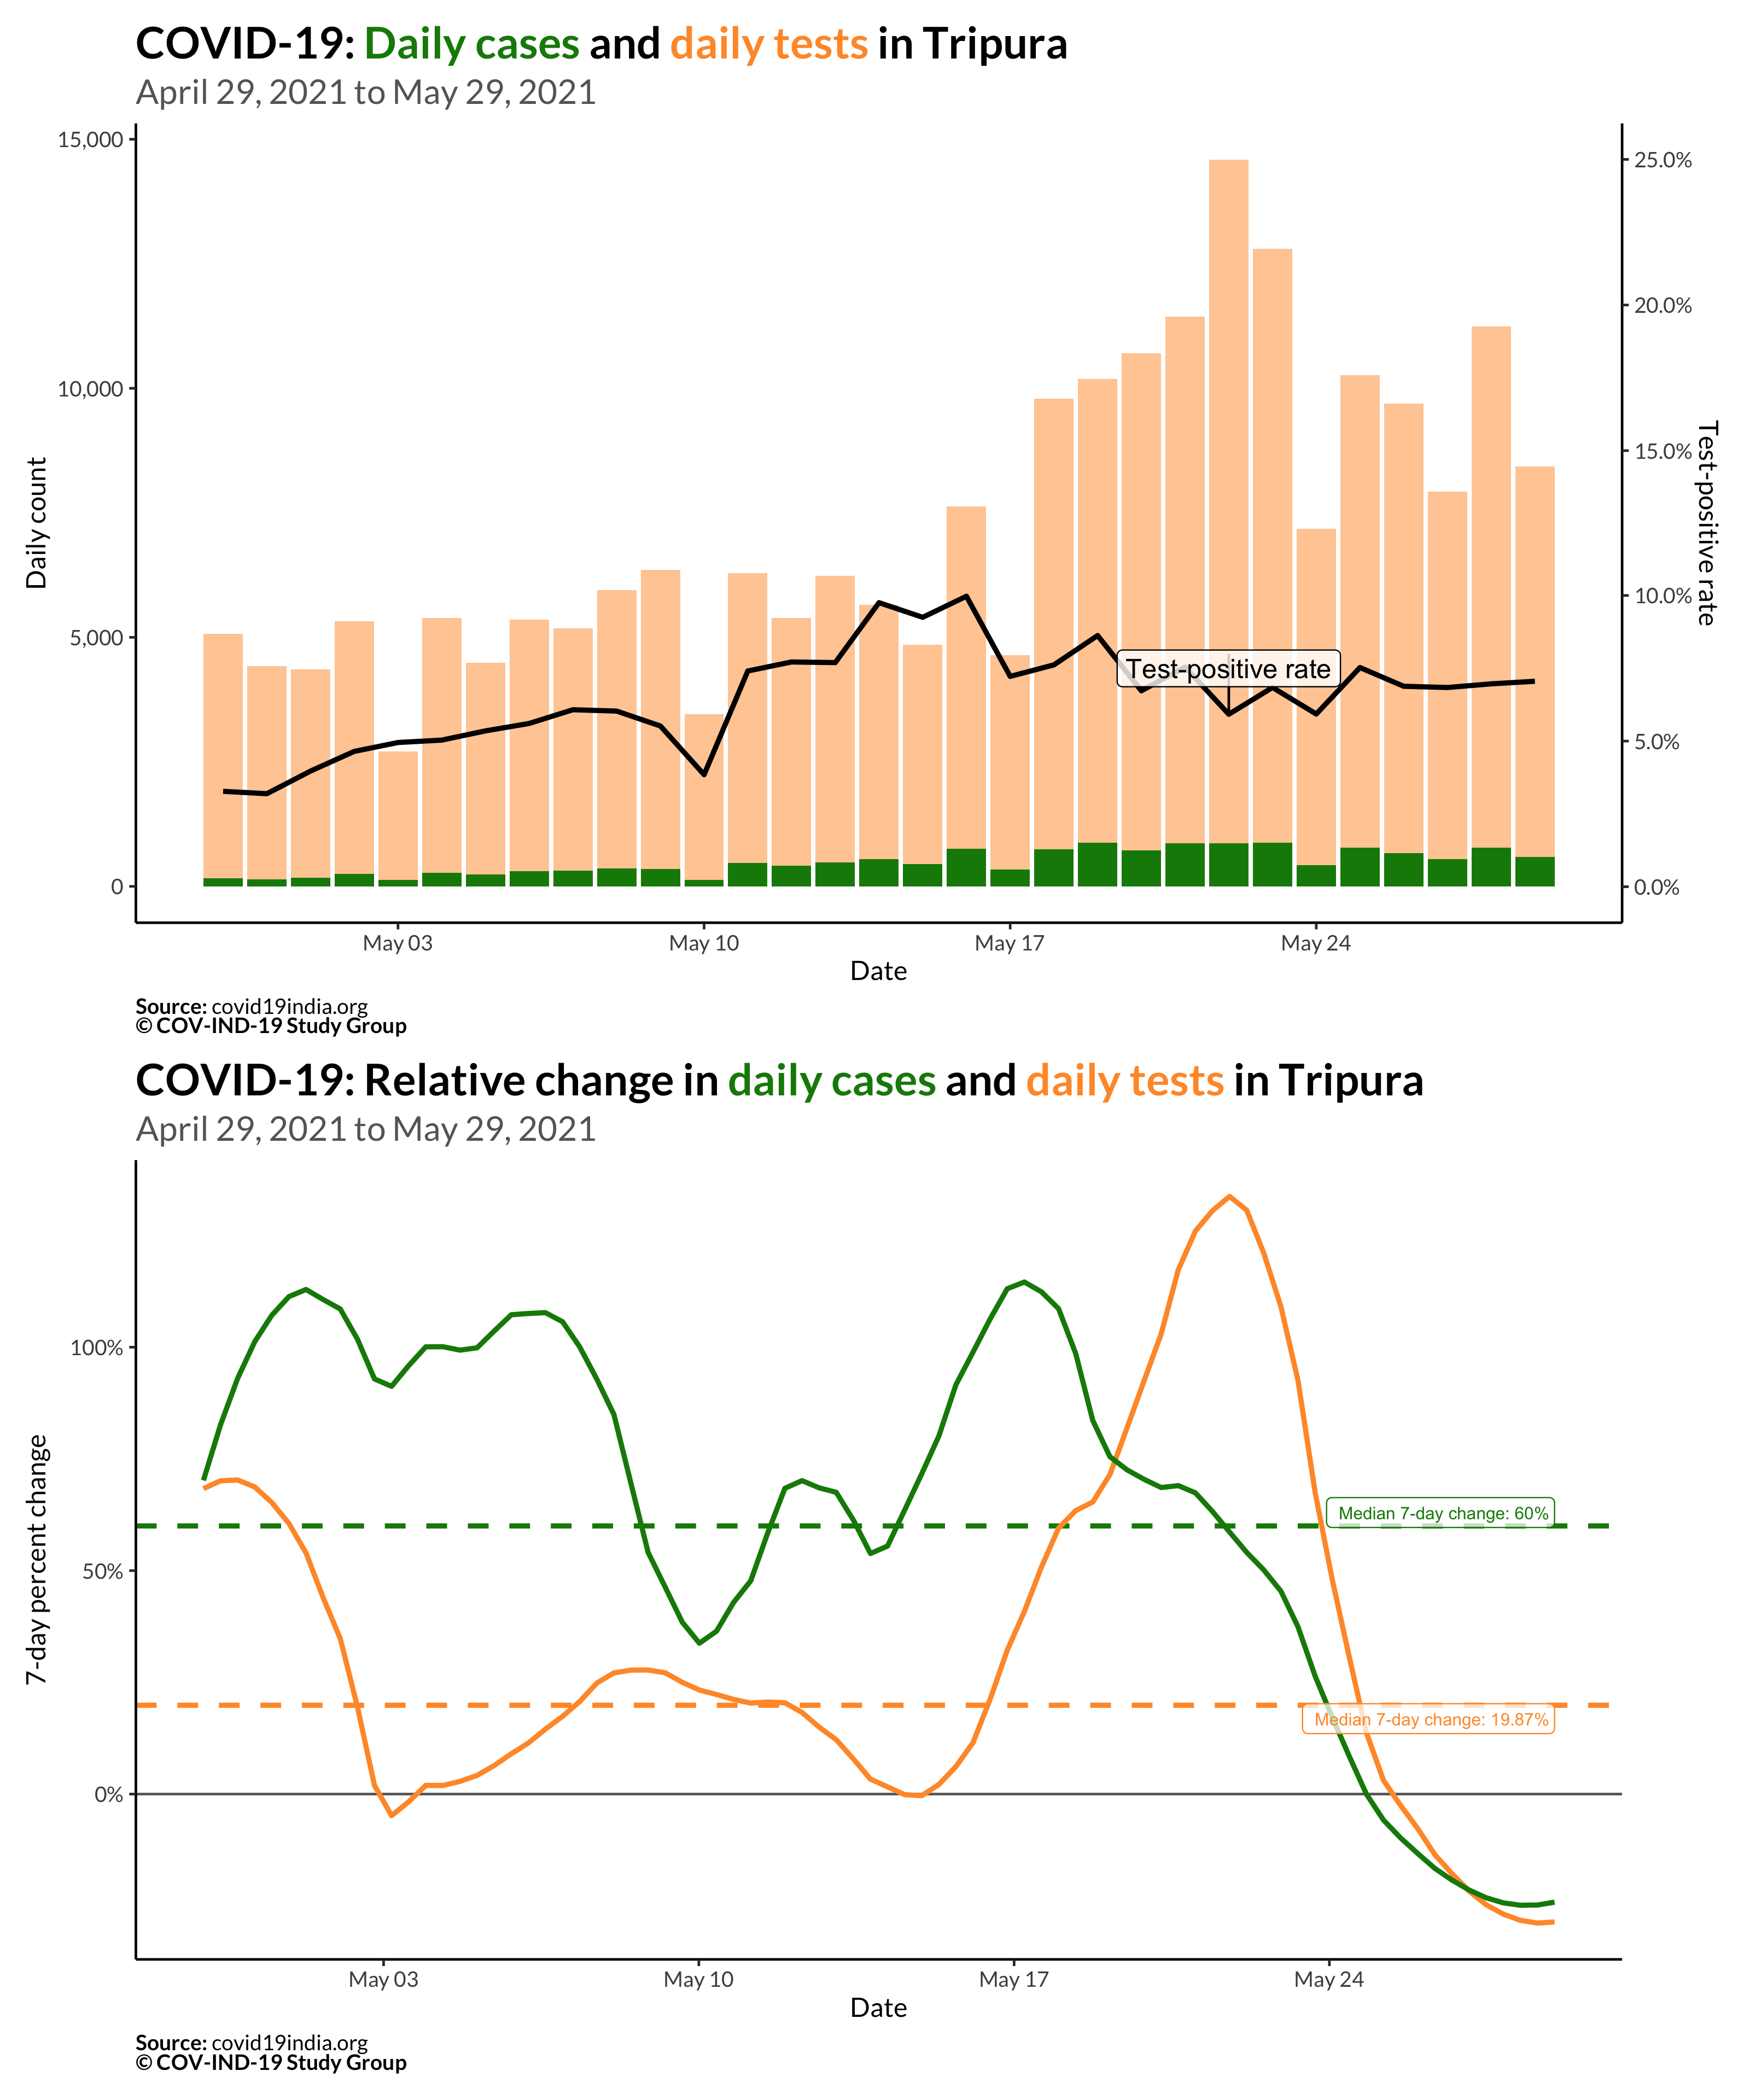 COVID-19: Daily cases and daily tests in Tripura
April 29, 2021 to May 29, 2021
15,000
10,000
5,000
0
Daily count
25.0%
20.0%
15.0%
10.0%
5.0%
0.0%
Test-positive rate
Test-positive rate
May 03
May 10
May 17
May 24
Date
Source: covid19india.org
© COV-IND-19 Study Group
COVID-19: Relative change in daily cases and daily tests in Tripura
April 29, 2021 to May 29, 2021
100%
50%
0%
7-day percent change
Median 7-day change: 60%
Median 7-day change: 19.87%
May 03
May 10
May 17
May 24
Date
Source: covid19india.org
© COV-IND-19 Study Group